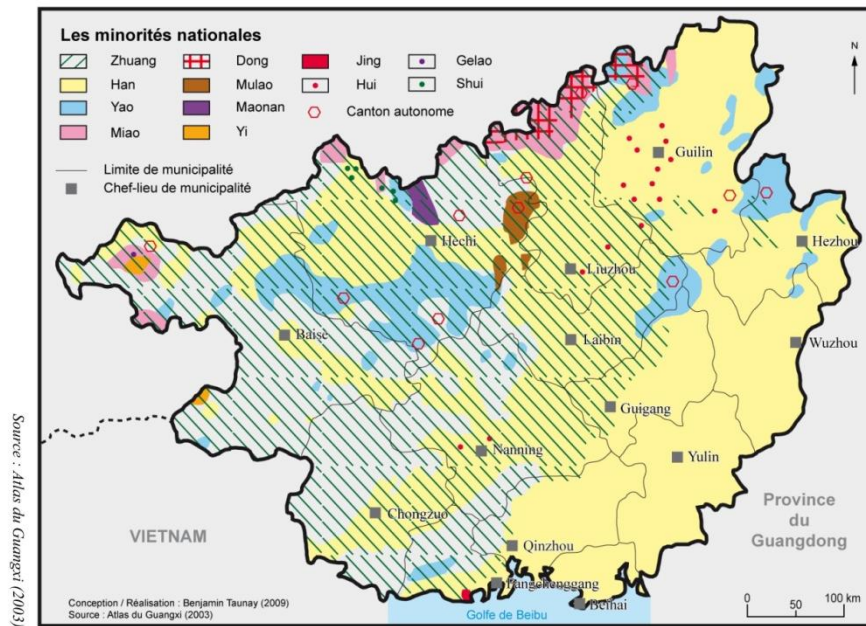 Les minorités nationales
Zhuang
Han
Yao
Miao
Dong
Mulao
Maonan
Yi
Jing
Hui
Canton autonome
Gelao
Shui
Limite de municipalité
Chef-lieu de municipalité
N
Guilin
Hechi
Hezhou
Liuzhou
Baise
Laibin
Wuzhou
Guigang
Nanning
Yulin
Chongzuo
VIETNAM
Province
du
Guangdong
Qinzhou
Fangchenggang
Beihai
Golfe de Beibu
0 50 100 km
Conception / Réalisation : Benjamin Taunay (2009)
Source : Atlas du Guangxi (2003)
Source : Atlas du Guangxi (2003)